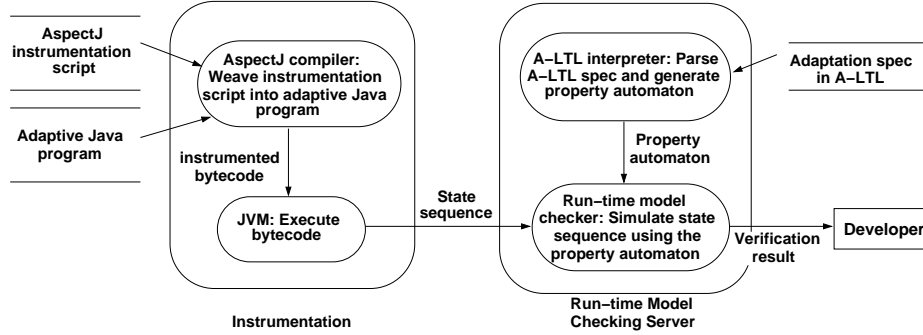 AspectJ
instrumentation
script
Adaptive Java
program
AspectJ compiler:
Weave instrumentation
script into adaptive Java
program
instrumented
bytecode
JVM: Execute
bytecode
Instrumentation
State
sequence
A−LTL interpreter: Parse
A−LTL spec and generate
property automaton
Adaptation spec
in A−LTL
Property
automaton
Run−time model
checker: Simulate state
sequence using the
property automaton
Verification
result
Developer
Run−time Model
Checking Server